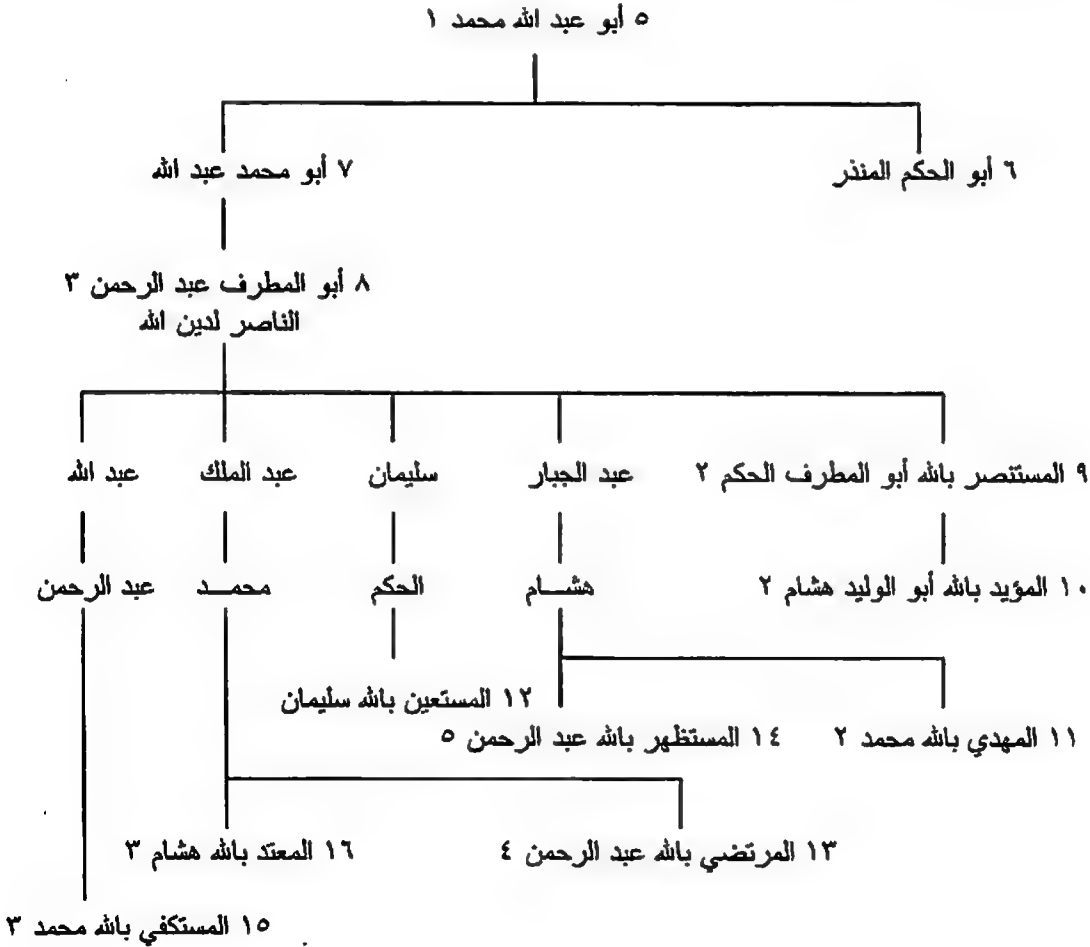 ٥ أبو عبد الله محمد ١
٦ أبو الحكم المنذر
٧ أبو محمد عبد الله
٨ أبو المطرف عبد الرحمن ٣
الناصر لدين الله
٩ المستنصر بالله أبو المطرف الحكم ٢
عبد الجبار
سليمان
عبد الملك
عبد الله
١٠ المؤيد بالله أبو الوليد هشام ٢
هشـــام
الحكم
محمـــد
عبد الرحمن
١٢ المستعين بالله سليمان
١١ المهدي بالله محمد ٢
١٤ المستظهر بالله عبد الرحمن ٥
١٣ المرتضي بالله عبد الرحمن ٤
١٦ المعتد بالله هشام ٣
١٥ المستكفي بالله محمد ٣